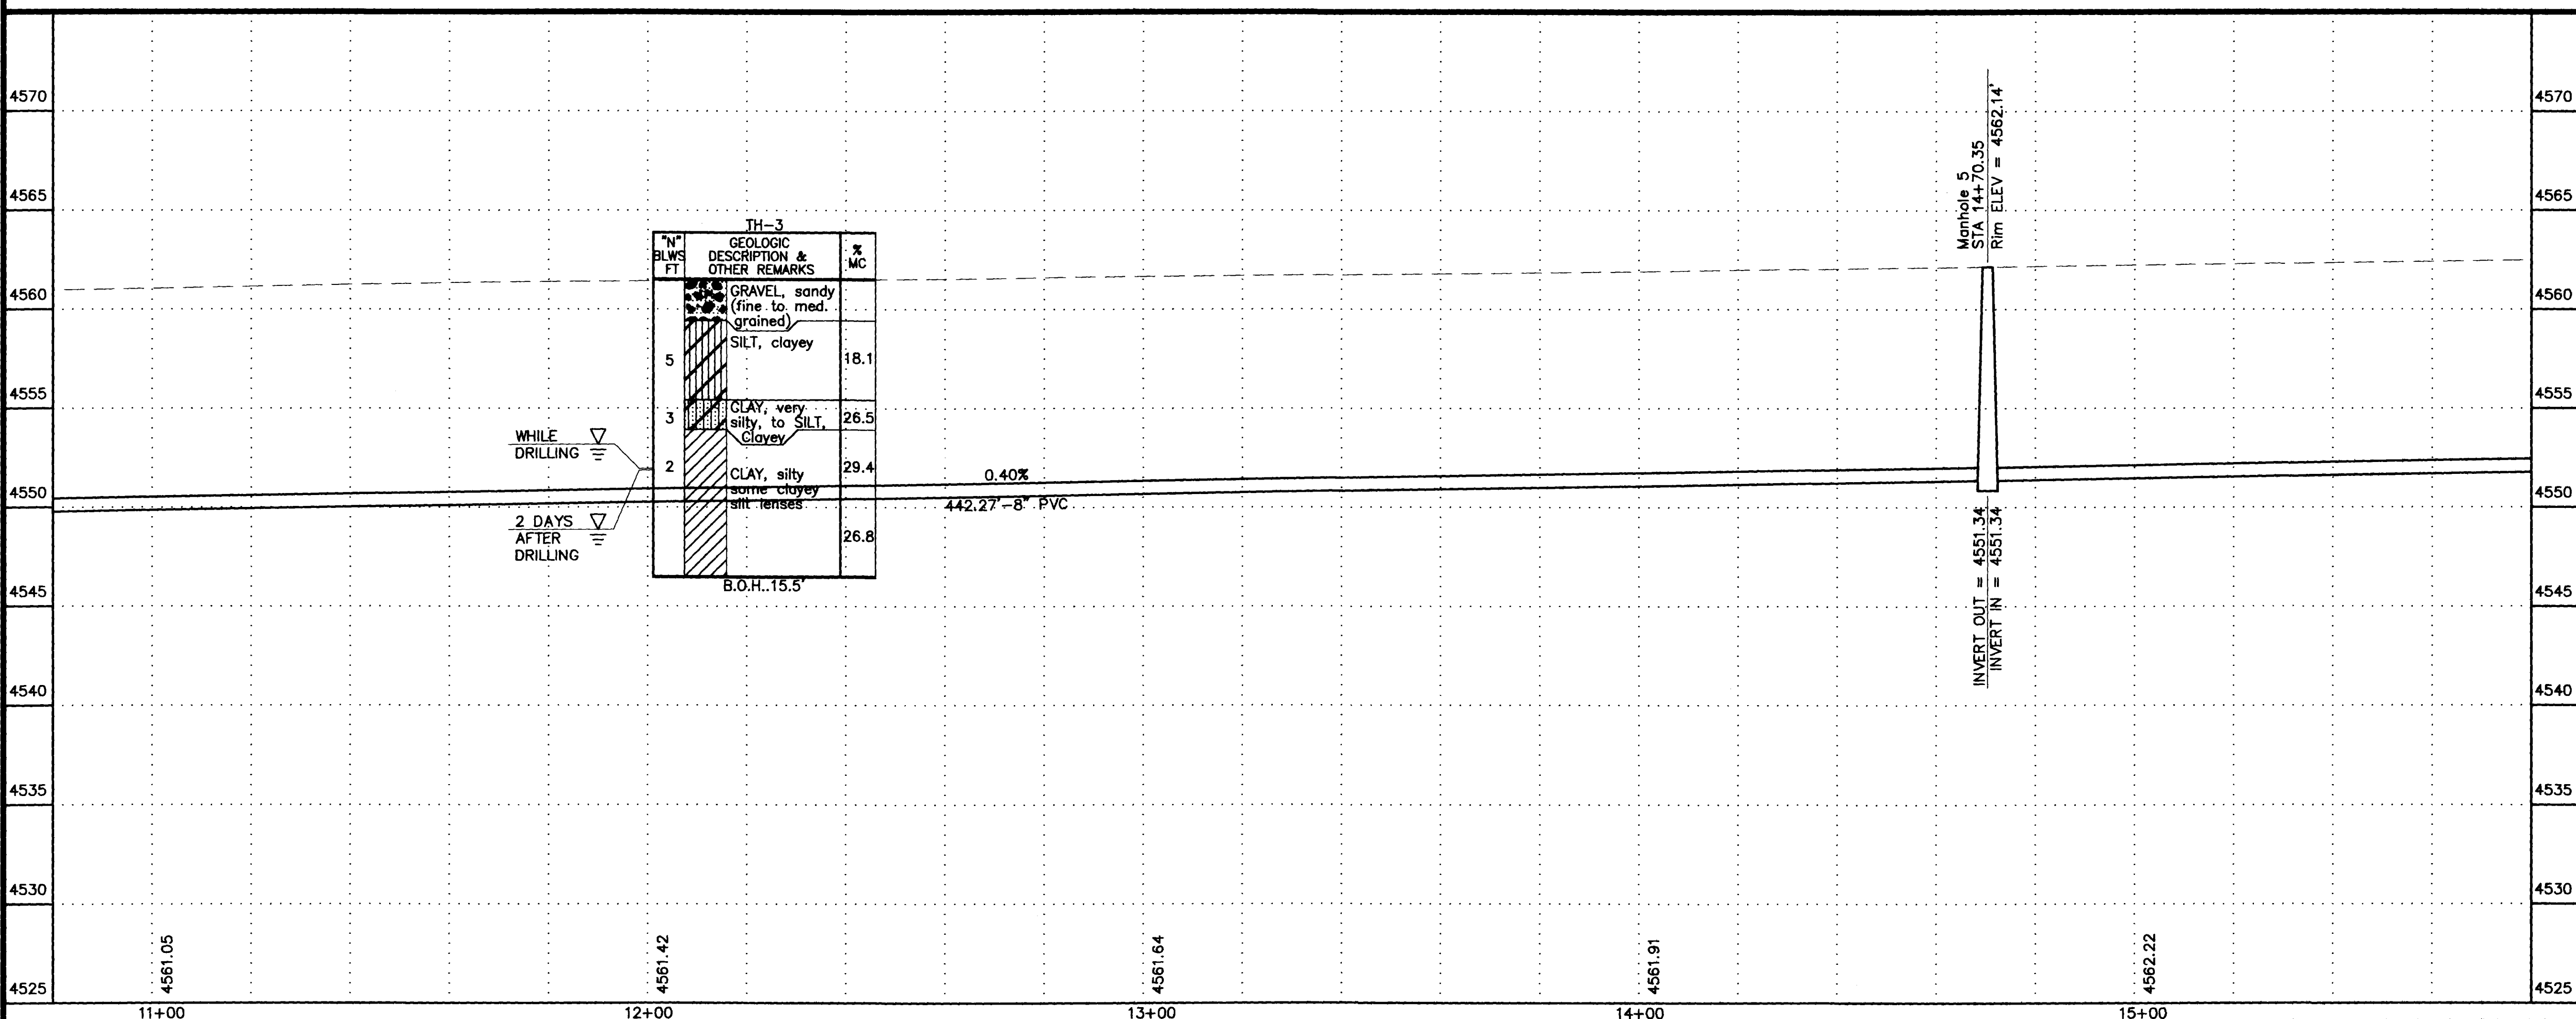 4570
4570
4565
4565
4560
4560
4555
4555
4550
4550
4545
4545
4540
4540
4535
4535
4530
4530
4525
4525
TH-3
"N"
BLWS
FT
GEOLOGIC
DESCRIPTION &
OTHER REMARKS
%
MC
GRAVEL, sandy
(fine to med.
grained)
SILT, clayey
5
18.1
CLAY, very
silty, to SILT,
Clayey
3
26.5
2
29.4
CLAY, silty
some clayey
silt lenses
26.8
B.O.H..15.5'
WHILE
DRILLING
2 DAYS
AFTER
DRILLING
0.40%
442.27'-8" PVC
Manhole 5
STA 14+70.35
Rim ELEV = 4562.14'
INVERT OUT = 4551.34
INVERT IN = 4551.34
4561.05
4561.42
4561.64
4561.91
4562.22
11+00
12+00
13+00
14+00
15+00